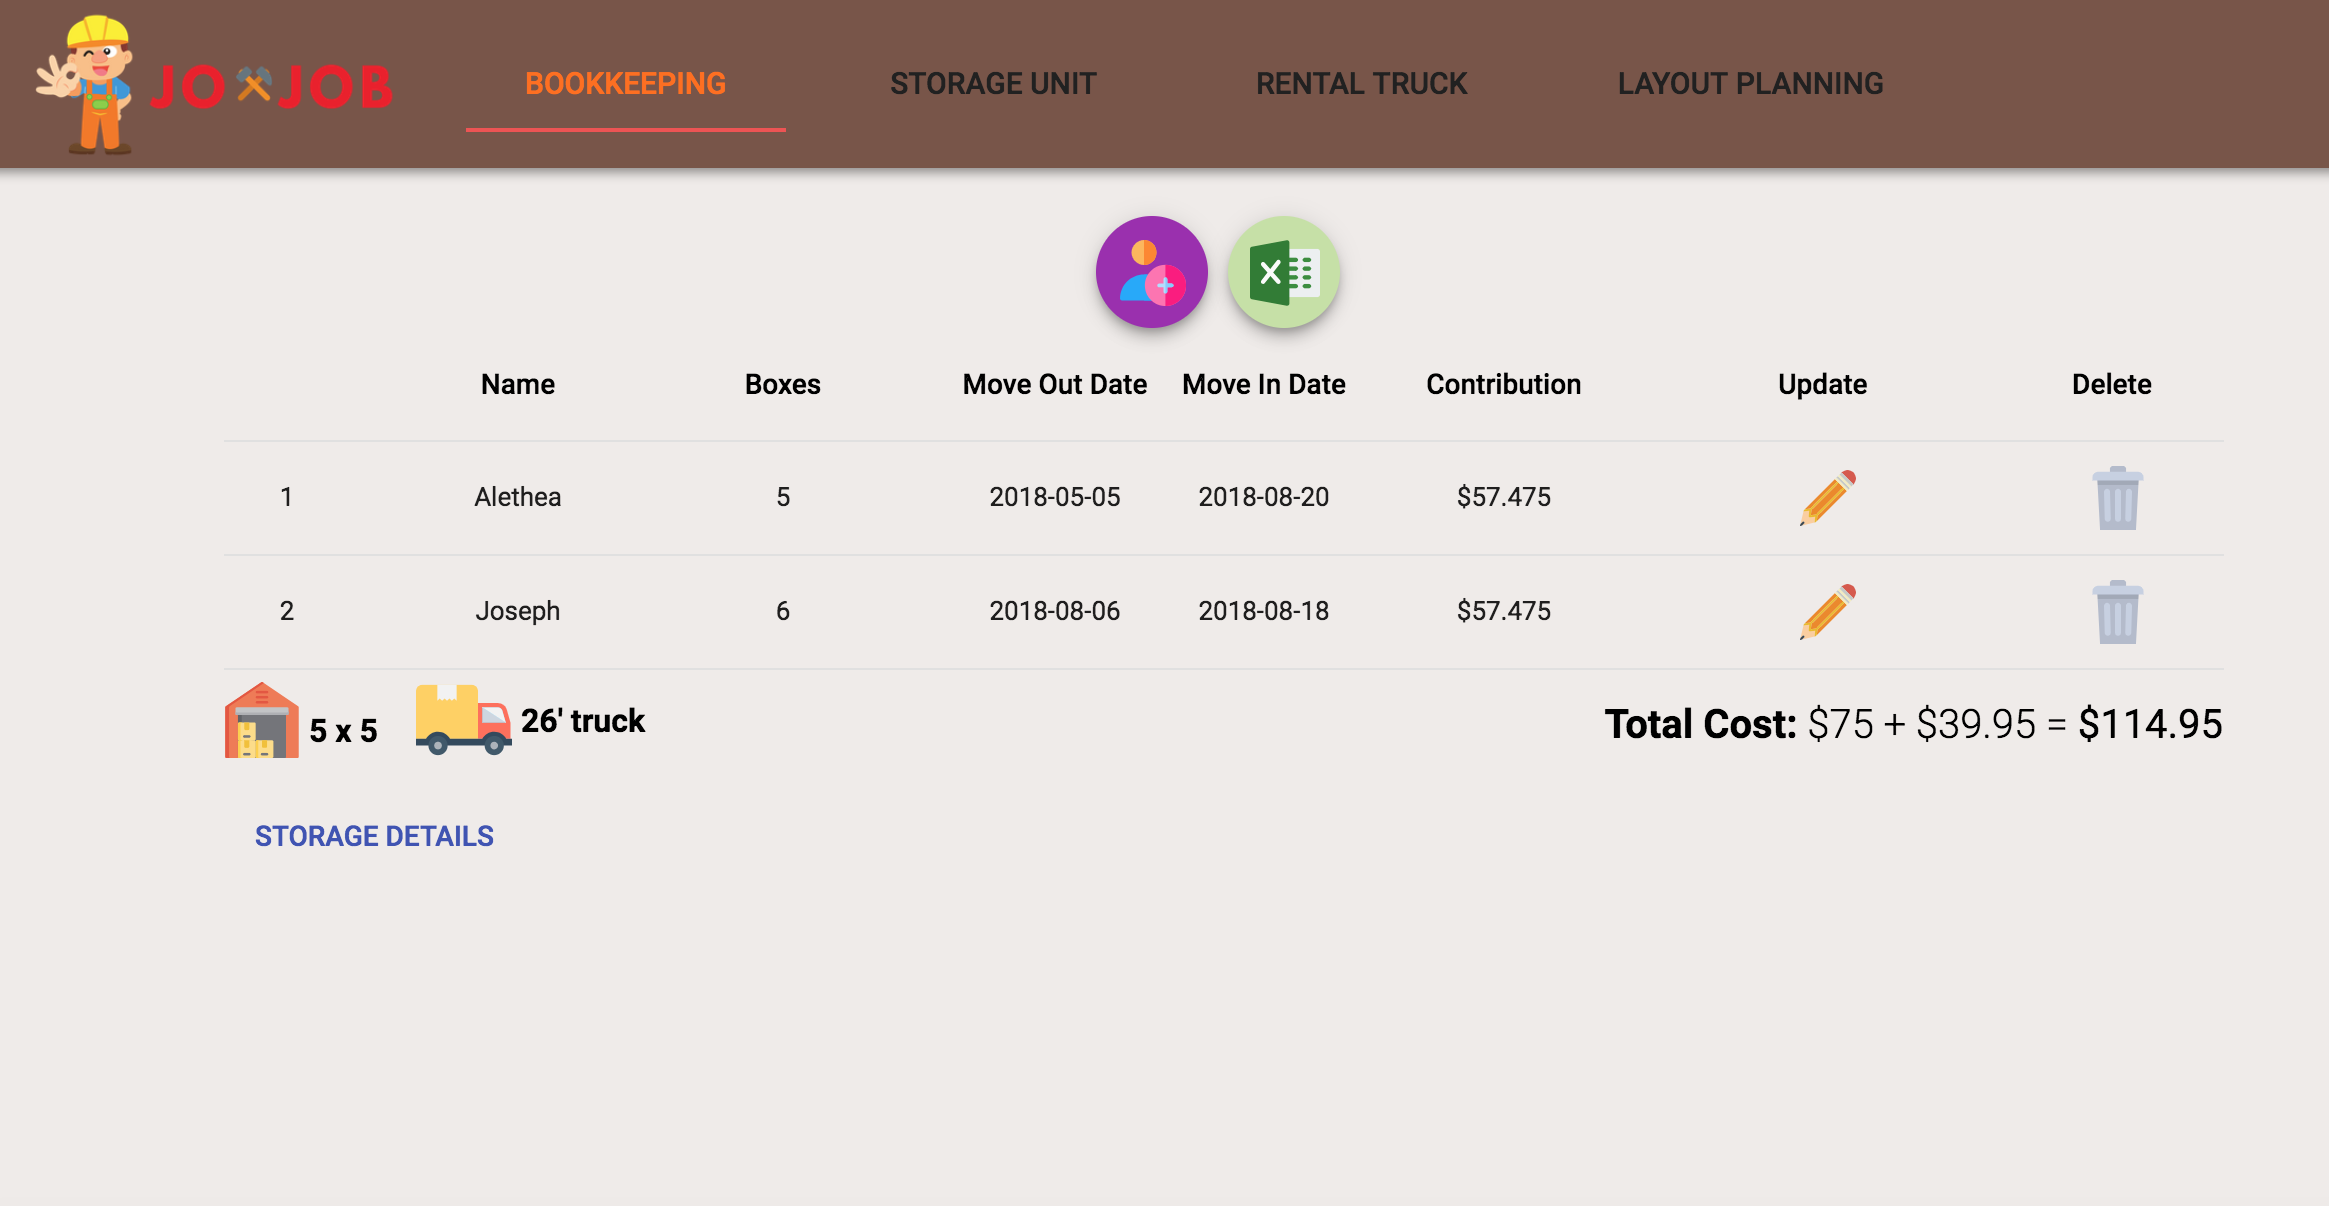 JO JOB
BOOKKEEPING STORAGE UNIT RENTAL TRUCK LAYOUT PLANNING
Name Boxes Move Out Date Move In Date Contribution Update Delete
1 Alethea 5 2018-05-05 2018-08-20 $57.475
2 Joseph 6 2018-08-06 2018-08-18 $57.475
5 x 5 26' truck Total Cost: $75 + $39.95 = $114.95
STORAGE DETAILS